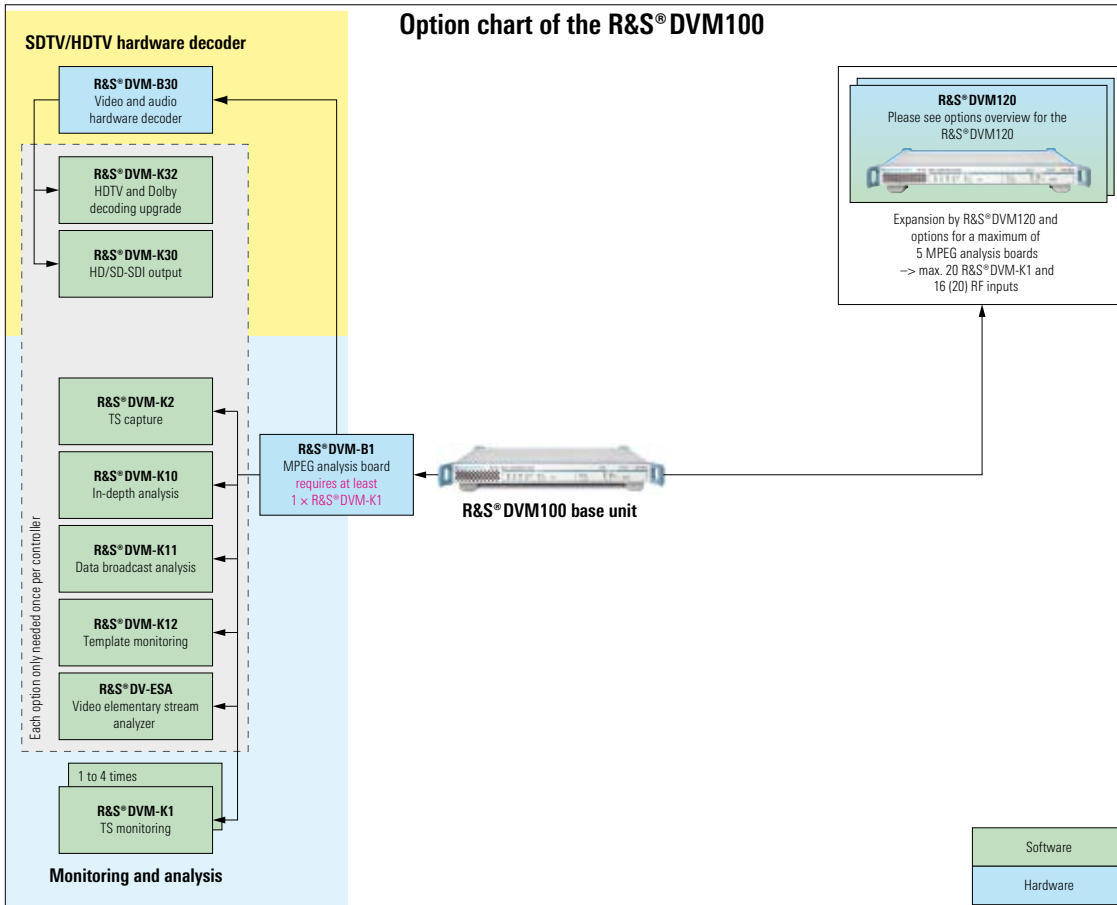 Option chart of the R&S® DVM100
SDTV/HDTV hardware decoder
R&S® DVM-B30
Video and audio
hardware decoder
R&S® DVM-K32
HDTV and Dolby
decoding upgrade
R&S® DVM-K30
HD/SD-SDI output
Each option only needed once per controller
R&S® DVM-K2
TS capture
R&S® DVM-K10
In-depth analysis
R&S® DVM-K11
Data broadcast analysis
R&S® DVM-K12
Template monitoring
R&S® DV-ESA
Video elementary stream
analyzer
1 to 4 times
R&S® DVM-K1
TS monitoring
Monitoring and analysis
R&S® DVM-B1
MPEG analysis board
requires at least
1 × R&S® DVM-K1
R&S® DVM100 base unit
R&S® DVM120
Please see options overview for the
R&S® DVM120
Expansion by R&S® DVM120 and
options for a maximum of
5 MPEG analysis boards
–> max. 20 R&S® DVM-K1 and
16 (20) RF inputs
Software
Hardware